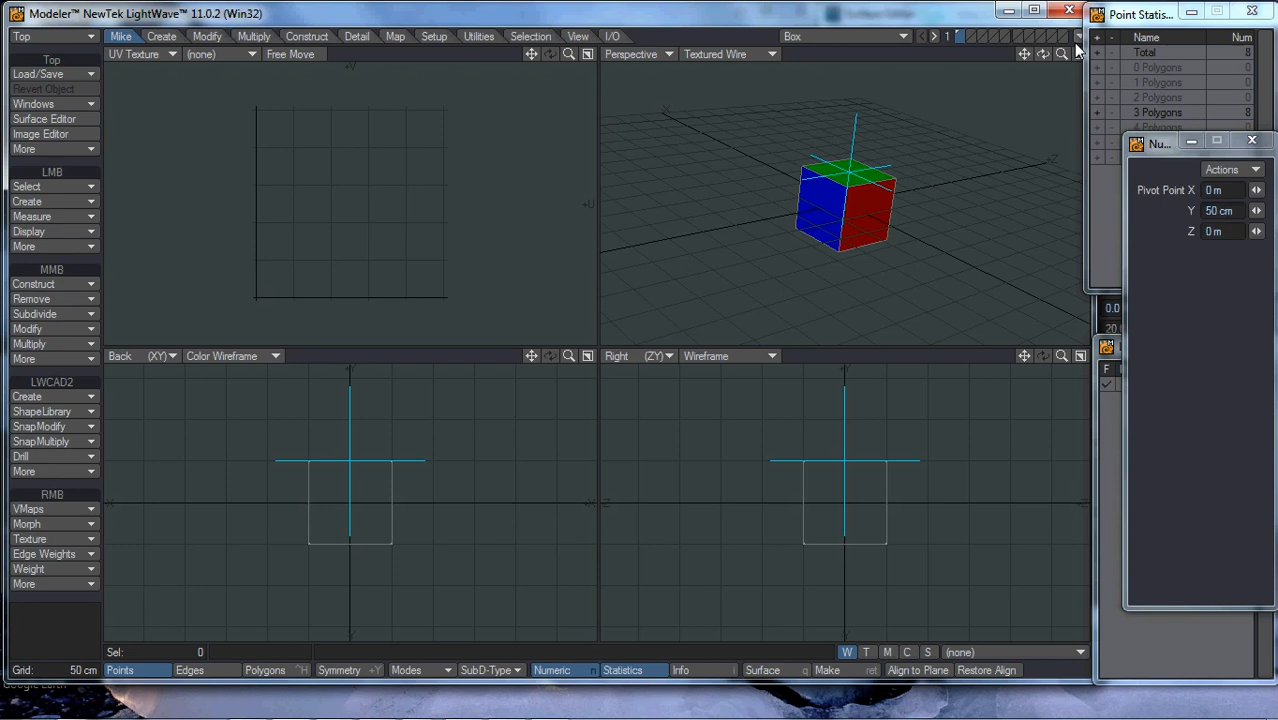 Modeler™ NewTek LightWave™ 11.0.2 (Win32)
Point Statis...
Top Mike Create Modify Multiply Construct Detail Map Setup Utilities Selection View I/O Box 1
+ - Name Num
UV Texture (none) Free Move
Perspective Textured Wire
+ - Total 8
+ - 0 Polygons 0
+ - 1 Polygons 0
+ - 2 Polygons 0
+ - 3 Polygons 8
Top
Load/Save
Revert Object
Windows
Surface Editor
Image Editor
More
LMB
Select
Create
Measure
Display
More
MMB
Construct
Remove
Subdivide
Modify
Multiply
More
LWCAD2
Create
ShapeLibrary
SnapModify
SnapMultiply
Drill
More
RMB
VMaps
Morph
Texture
Edge Weights
Weight
More
+V
+U
X
Z
Nu...
Actions
Pivot Point X 0 m
Y 50 cm
Z 0 m
0.0
20
F
Back (XY) Color Wireframe
Right (ZY) Wireframe
Sel: 0
W T M C S (none)
Grid: 50 cm Points Edges Polygons ^H Symmetry +Y Modes SubD-Type Numeric n Statistics Info i Surface q Make Align to Plane Restore Align
Google Earth